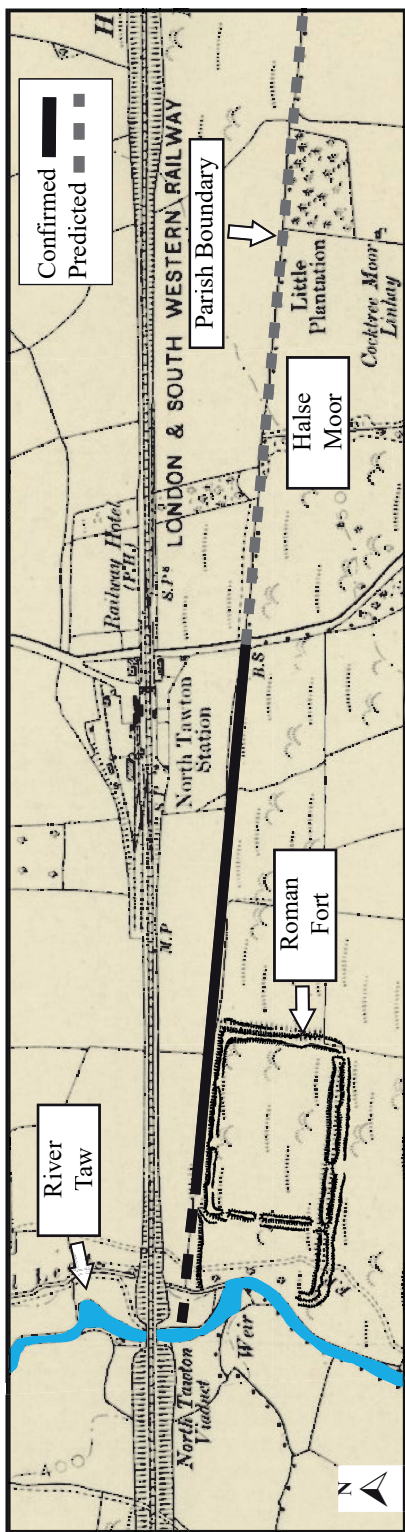 Confirmed
Predicted
River
Taw
Roman
Fort
Halse
Moor
Parish Boundary
LONDON & SOUTH WESTERN RAILWAY
Railway Hotel
(P.H.)
S.Ps
North Tawton
Station
S.P.
M.P.
B.S
North Tawton
Viaduct
Weir
Little
Plantation
Cocktree Moor
Linhay
H
N